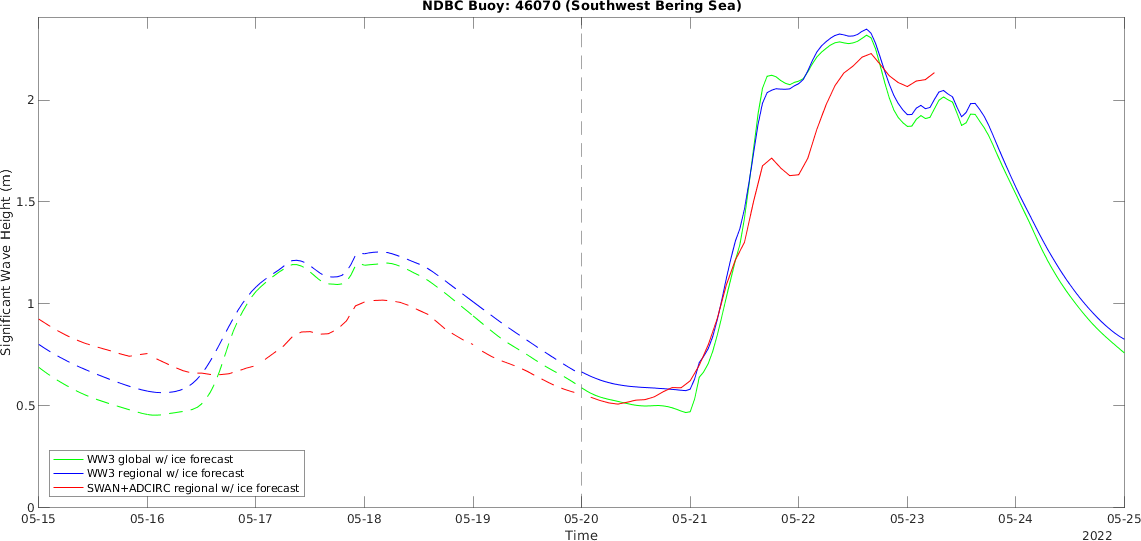 NDBC Buoy: 46070 (Southwest Bering Sea)
Significant Wave Height (m)
2
1.5
1
0.5
0
WW3 global w/ ice forecast
WW3 regional w/ ice forecast
SWAN+ADCIRC regional w/ ice forecast
05-15 05-16 05-17 05-18 05-19 05-20 05-21 05-22 05-23 05-24 05-25
Time
2022